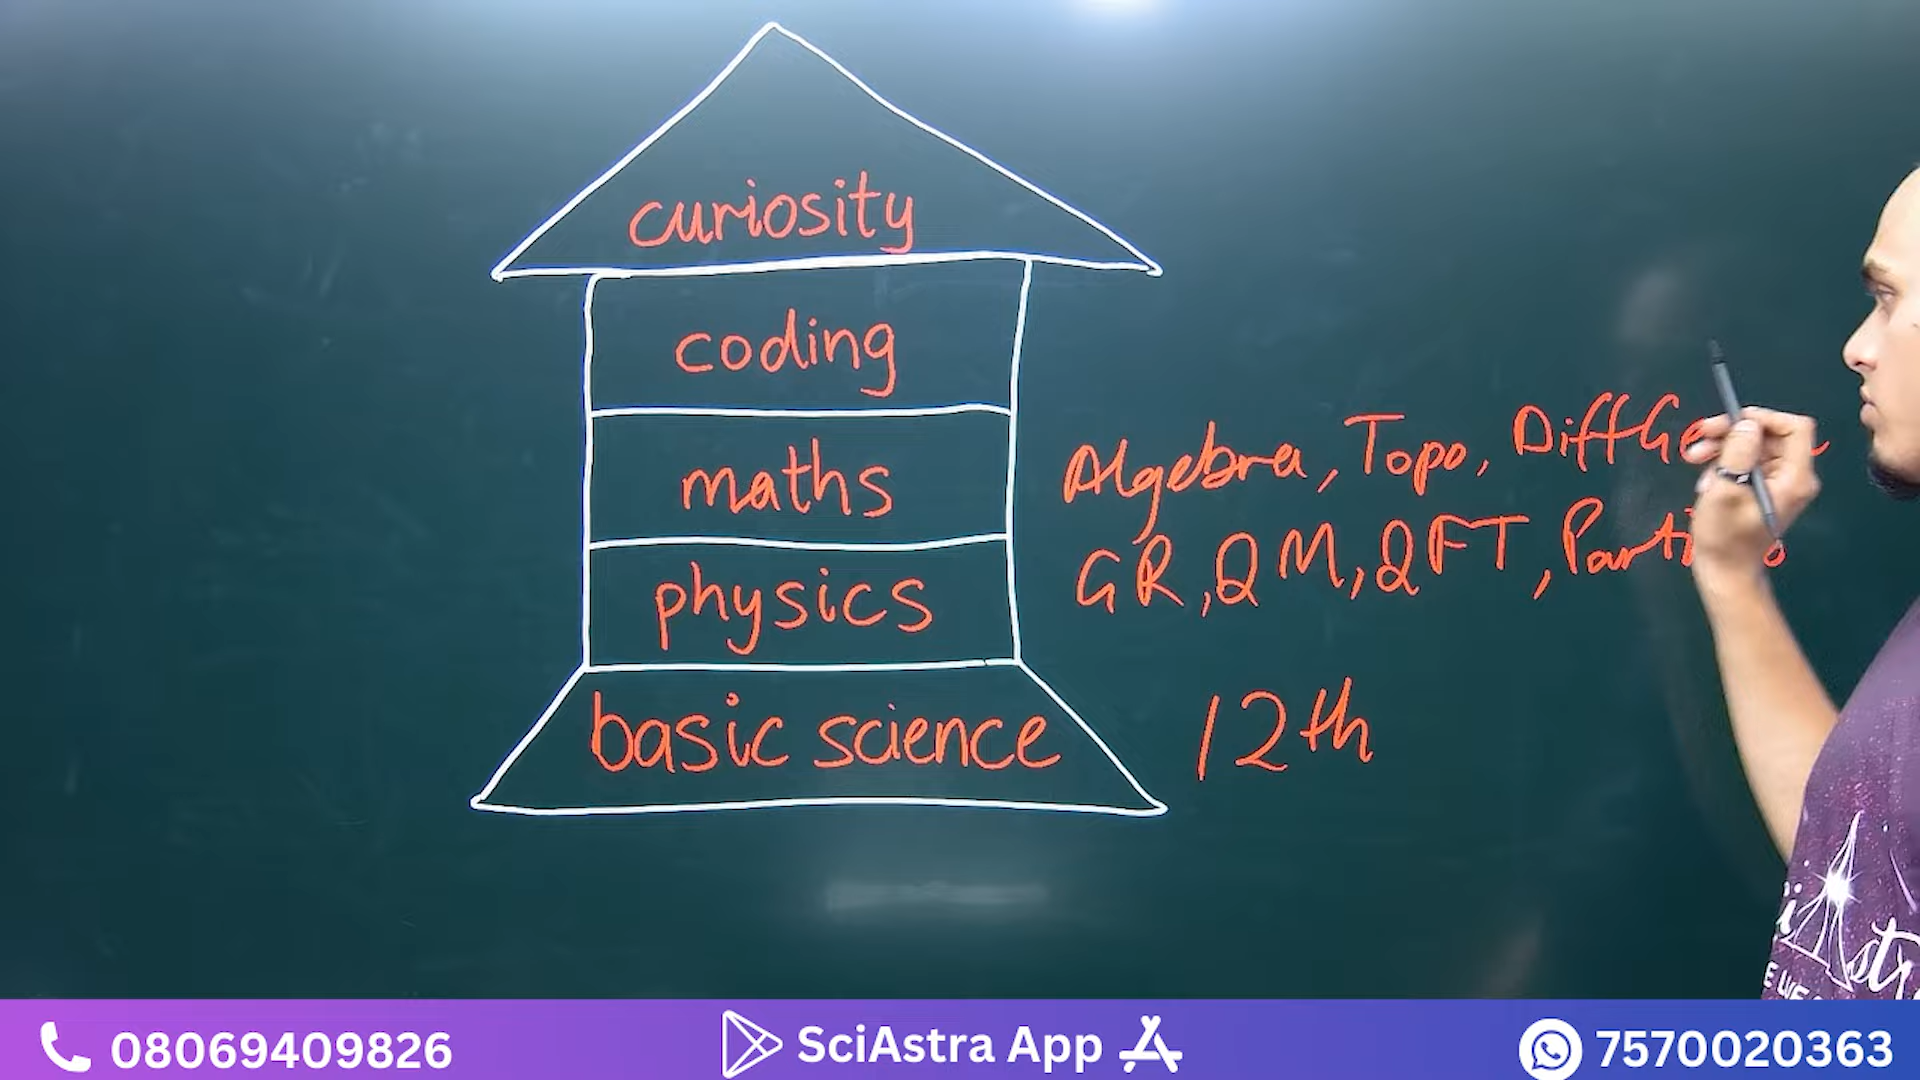 curiosity
coding
maths
Algebra, Topo,
physics
GR, QM, QFT,
basic science
12th
08069409826
SciAstra App
7570020363